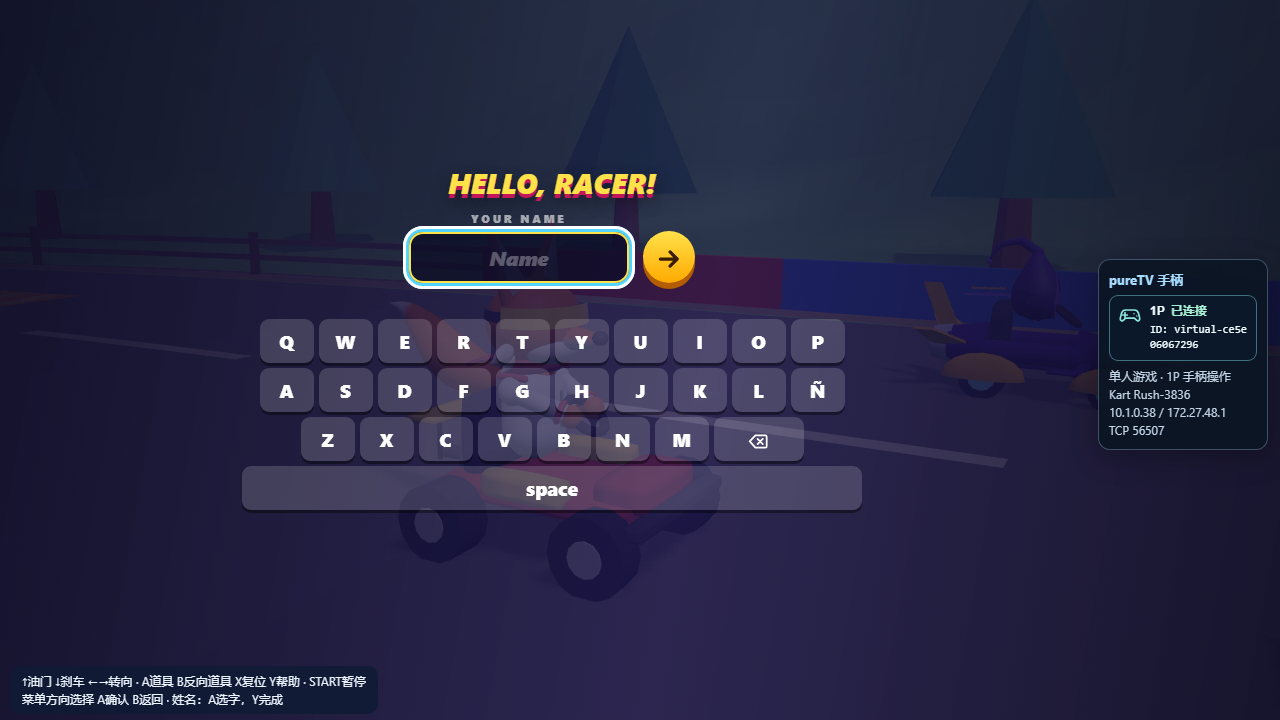 HELLO, RACER!
YOUR NAME
Name
Q W E R T Y U I O P
A S D F G H J K L Ñ
Z X C V B N M
space
pureTV 手柄
1P 已连接
ID: virtual-ce5e
06067296
单人游戏 · 1P 手柄操作
Kart Rush-3836
10.1.0.38 / 172.27.48.1
TCP 56507
↑油门 ↓刹车 ←→转向 · A道具 B反向道具 X复位 Y帮助 · START暂停
菜单方向选择 A确认 B返回 · 姓名：A选字，Y完成